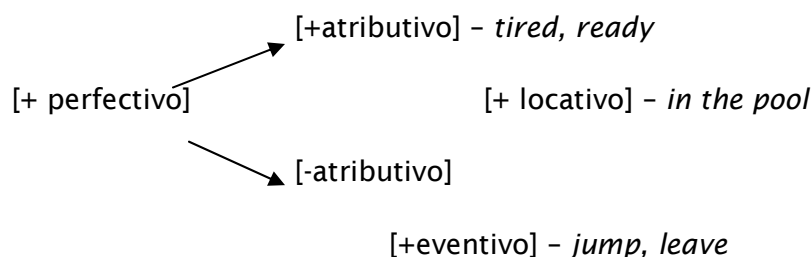 [+atributivo] – tired, ready
[+ perfectivo]
[+ locativo] – in the pool
[-atributivo]
[+eventivo] – jump, leave